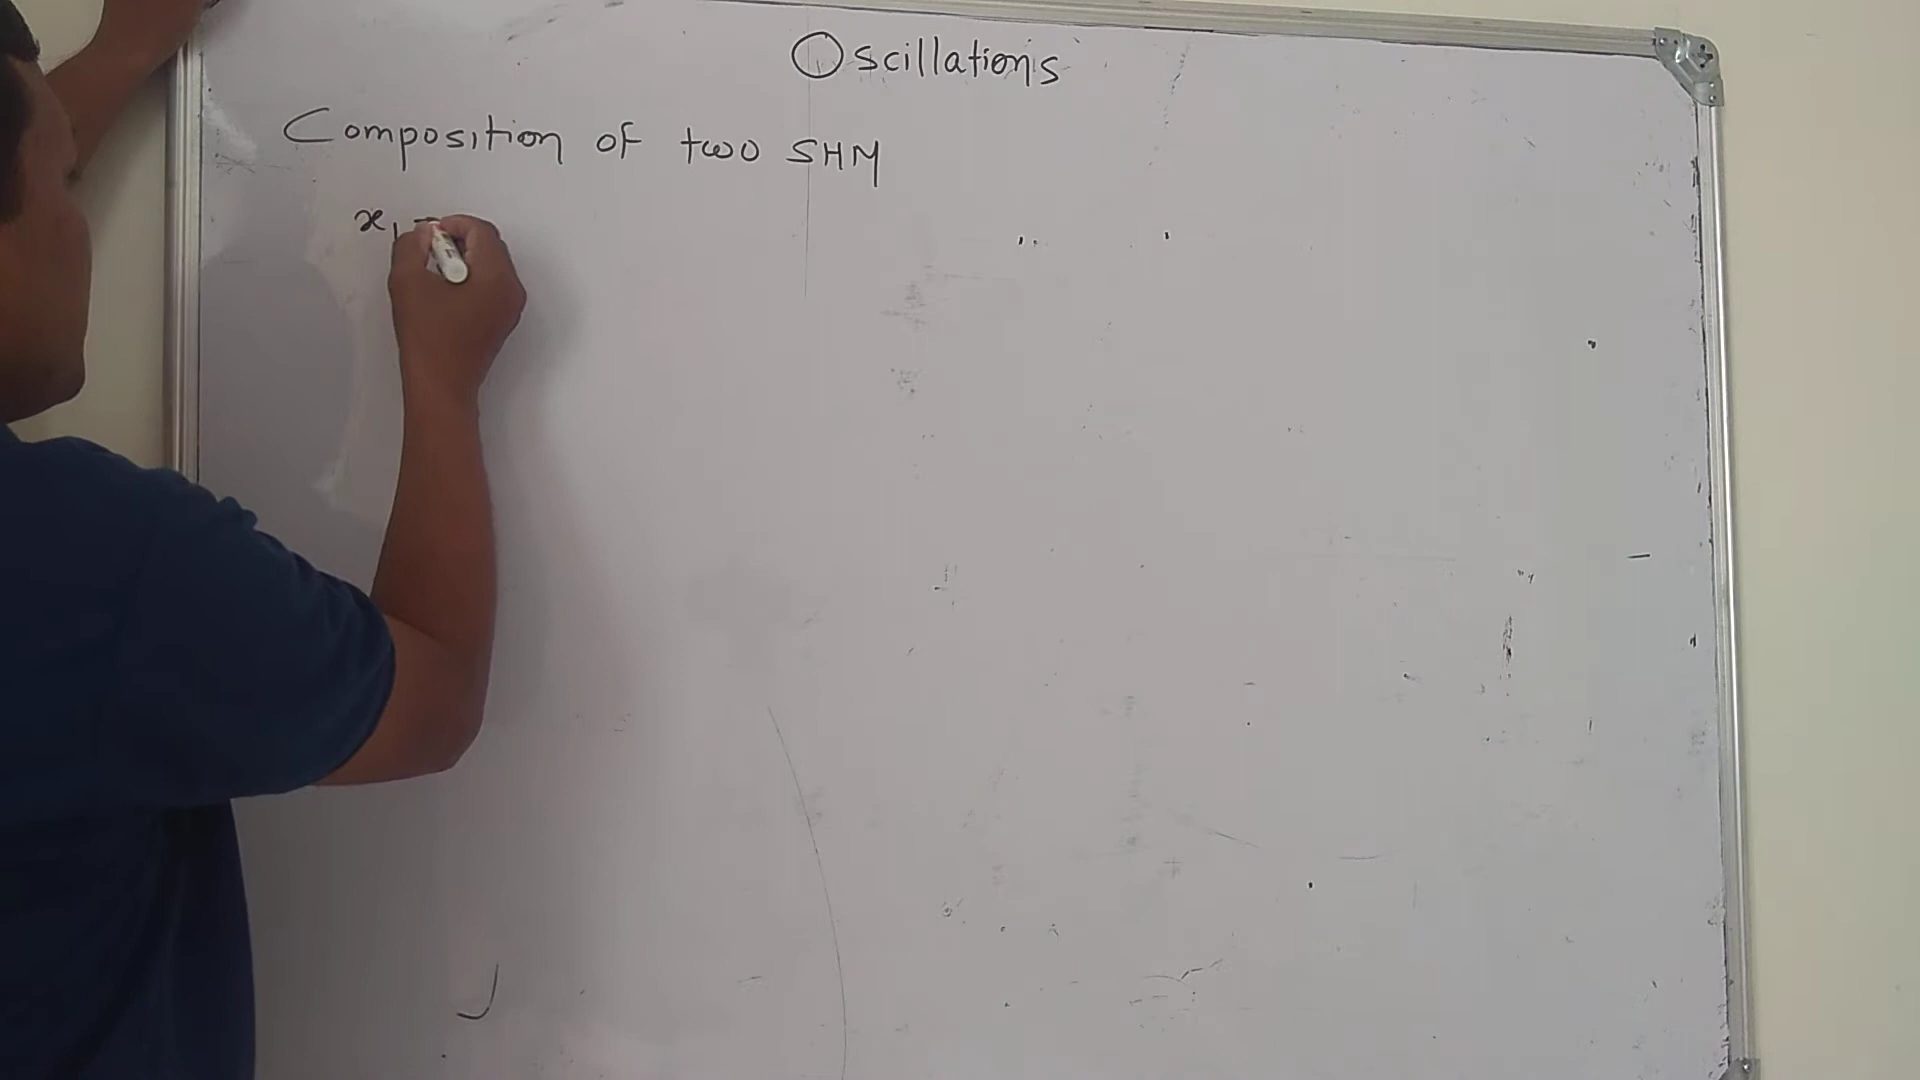 Oscillations
Composition of two SHM
x₁ =